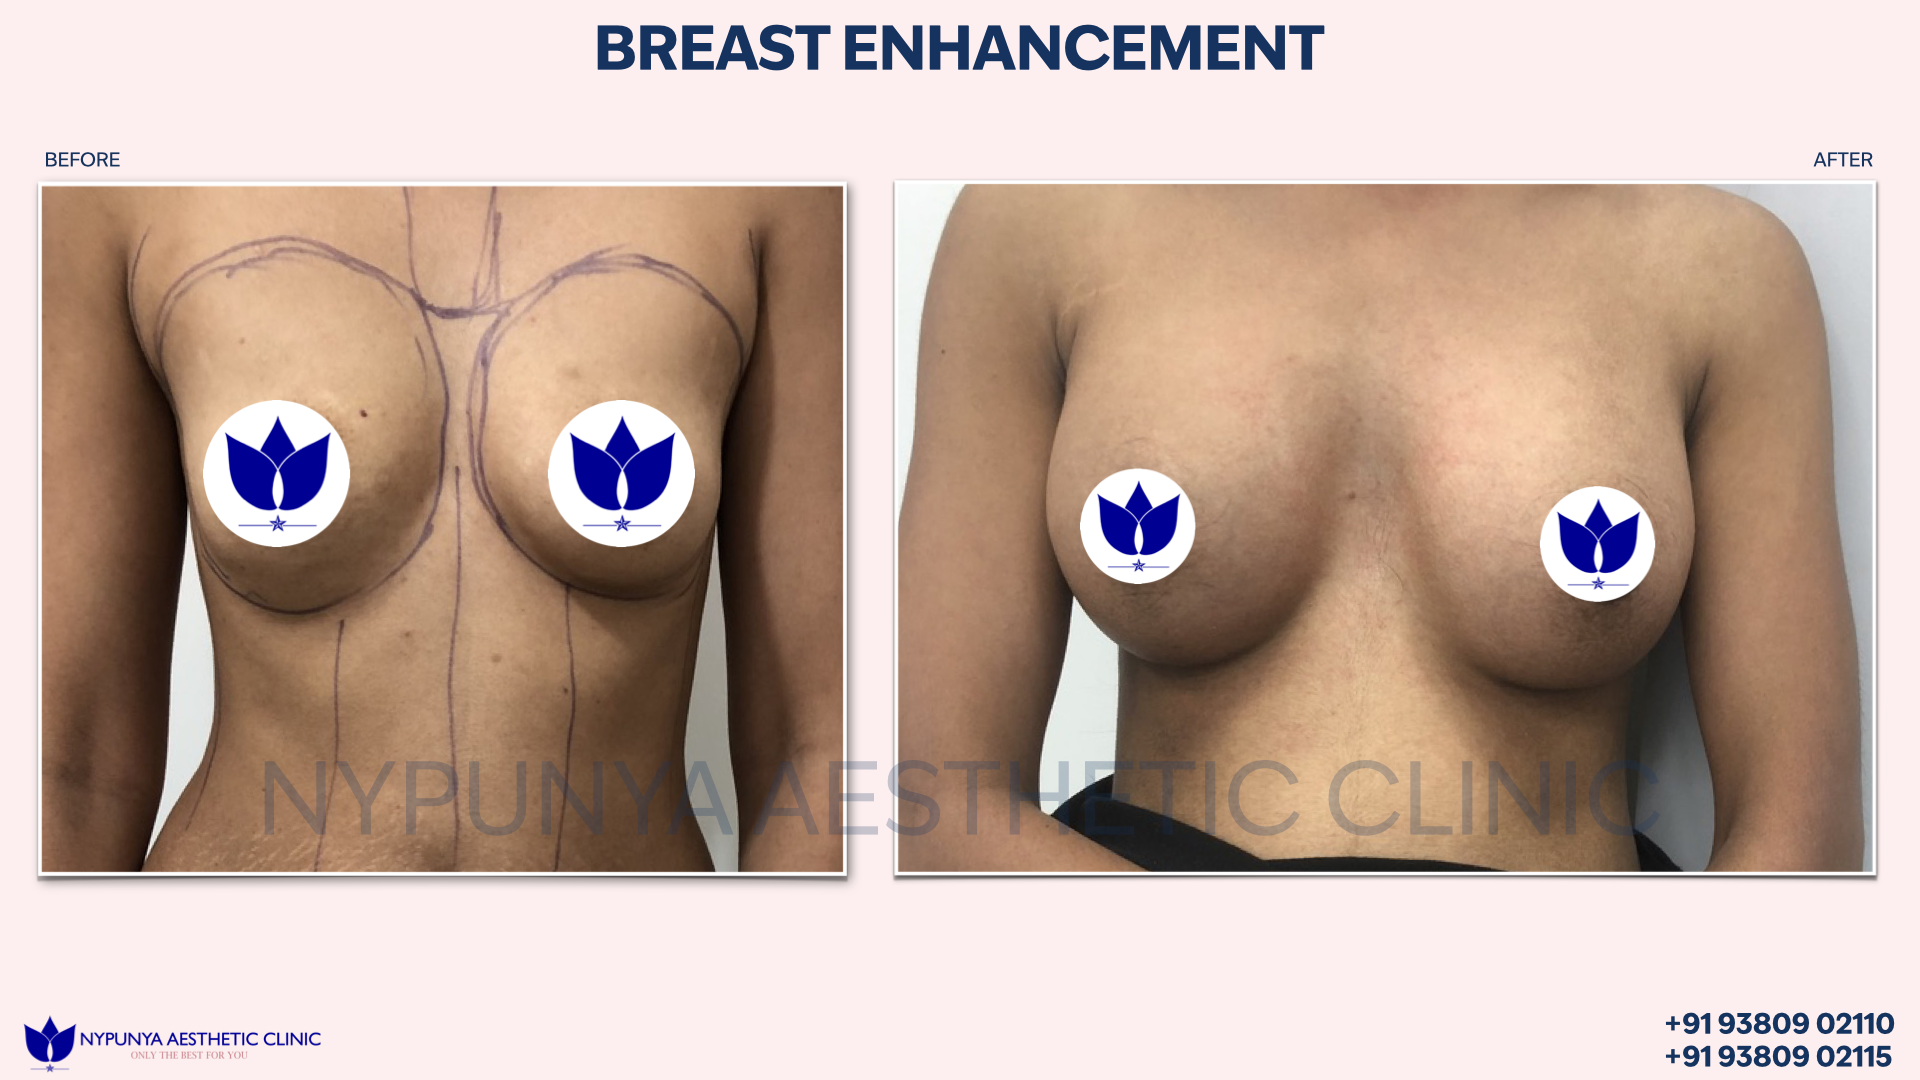 BREAST ENHANCEMENT
BEFORE
AFTER
NYPUNYA AESTHETIC CLINIC
NYPUNYA AESTHETIC CLINIC
ONLY THE BEST FOR YOU
+91 93809 02110
+91 93809 02115